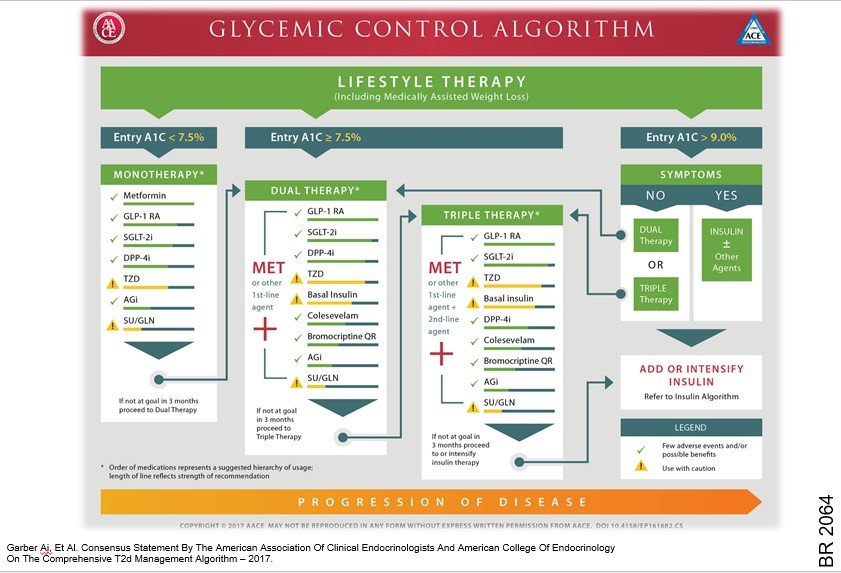 AACE
GLYCEMIC CONTROL ALGORITHM
ACE
LIFESTYLE THERAPY
(Including Medically Assisted Weight Loss)
Entry A1C < 7.5%
MONOTHERAPY*
Metformin
GLP-1 RA
SGLT-2i
DPP-4i
TZD
AGi
SU/GLN
If not at goal in 3 months
proceed to Dual Therapy
Entry A1C ≥ 7.5%
DUAL THERAPY*
MET
or other
1st-line
agent
+
GLP-1 RA
SGLT-2i
DPP-4i
TZD
Basal Insulin
Colesevelam
Bromocriptine QR
AGi
SU/GLN
If not at goal
in 3 months
proceed to
Triple Therapy
TRIPLE THERAPY*
MET
or other
1st-line
agent +
2nd-line
agent
+
GLP-1 RA
SGLT-2i
TZD
Basal insulin
DPP-4i
Colesevelam
Bromocriptine QR
AGi
SU/GLN
If not at goal in
3 months proceed
to or intensify
insulin therapy
Entry A1C > 9.0%
SYMPTOMS
NO
YES
DUAL
Therapy
OR
TRIPLE
Therapy
INSULIN
±
Other
Agents
ADD OR INTENSIFY
INSULIN
Refer to Insulin Algorithm
LEGEND
Few adverse events and/or
possible benefits
Use with caution
* Order of medications represents a suggested hierarchy of usage;
length of line reflects strength of recommendation
PROGRESSION OF DISEASE
COPYRIGHT © 2017 AACE MAY NOT BE REPRODUCED IN ANY FORM WITHOUT EXPRESS WRITTEN PERMISSION FROM AACE. DOI 10.4158/EP161682.CS
Garber Aj, Et Al. Consensus Statement By The American Association Of Clinical Endocrinologists And American College Of Endocrinology
On The Comprehensive T2d Management Algorithm – 2017.
BR 2064